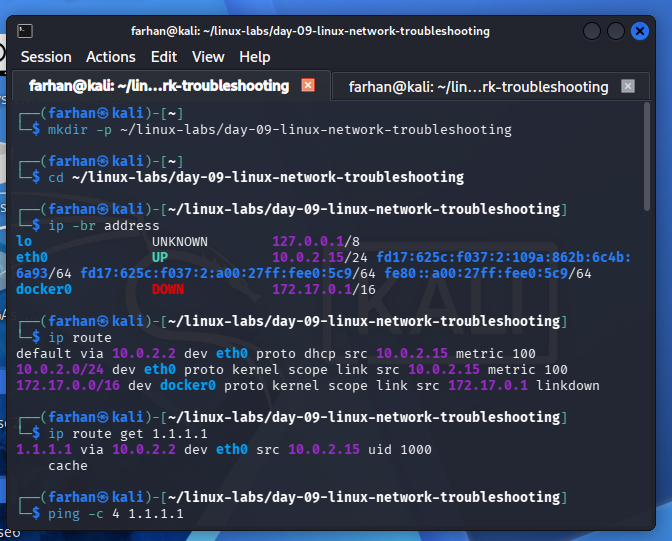 farhan@kali: ~/linux-labs/day-09-linux-network-troubleshooting
Session Actions Edit View Help
farhan@kali: ~/lin...rk-troubleshooting
farhan@kali: ~/lin...rk-troubleshooting
┌──(farhan㉿kali)-[~]
└─$ mkdir -p ~/linux-labs/day-09-linux-network-troubleshooting
┌──(farhan㉿kali)-[~]
└─$ cd ~/linux-labs/day-09-linux-network-troubleshooting
┌──(farhan㉿kali)-[~/linux-labs/day-09-linux-network-troubleshooting]
└─$ ip -br address
lo UNKNOWN 127.0.0.1/8
eth0 UP 10.0.2.15/24 fd17:625c:f037:2:109a:862b:6c4b:
6a93/64 fd17:625c:f037:2:a00:27ff:fee0:5c9/64 fe80::a00:27ff:fee0:5c9/64
docker0 DOWN 172.17.0.1/16
┌──(farhan㉿kali)-[~/linux-labs/day-09-linux-network-troubleshooting]
└─$ ip route
default via 10.0.2.2 dev eth0 proto dhcp src 10.0.2.15 metric 100
10.0.2.0/24 dev eth0 proto kernel scope link src 10.0.2.15 metric 100
172.17.0.0/16 dev docker0 proto kernel scope link src 172.17.0.1 linkdown
┌──(farhan㉿kali)-[~/linux-labs/day-09-linux-network-troubleshooting]
└─$ ip route get 1.1.1.1
1.1.1.1 via 10.0.2.2 dev eth0 src 10.0.2.15 uid 1000
cache
┌──(farhan㉿kali)-[~/linux-labs/day-09-linux-network-troubleshooting]
└─$ ping -c 4 1.1.1.1
KALI